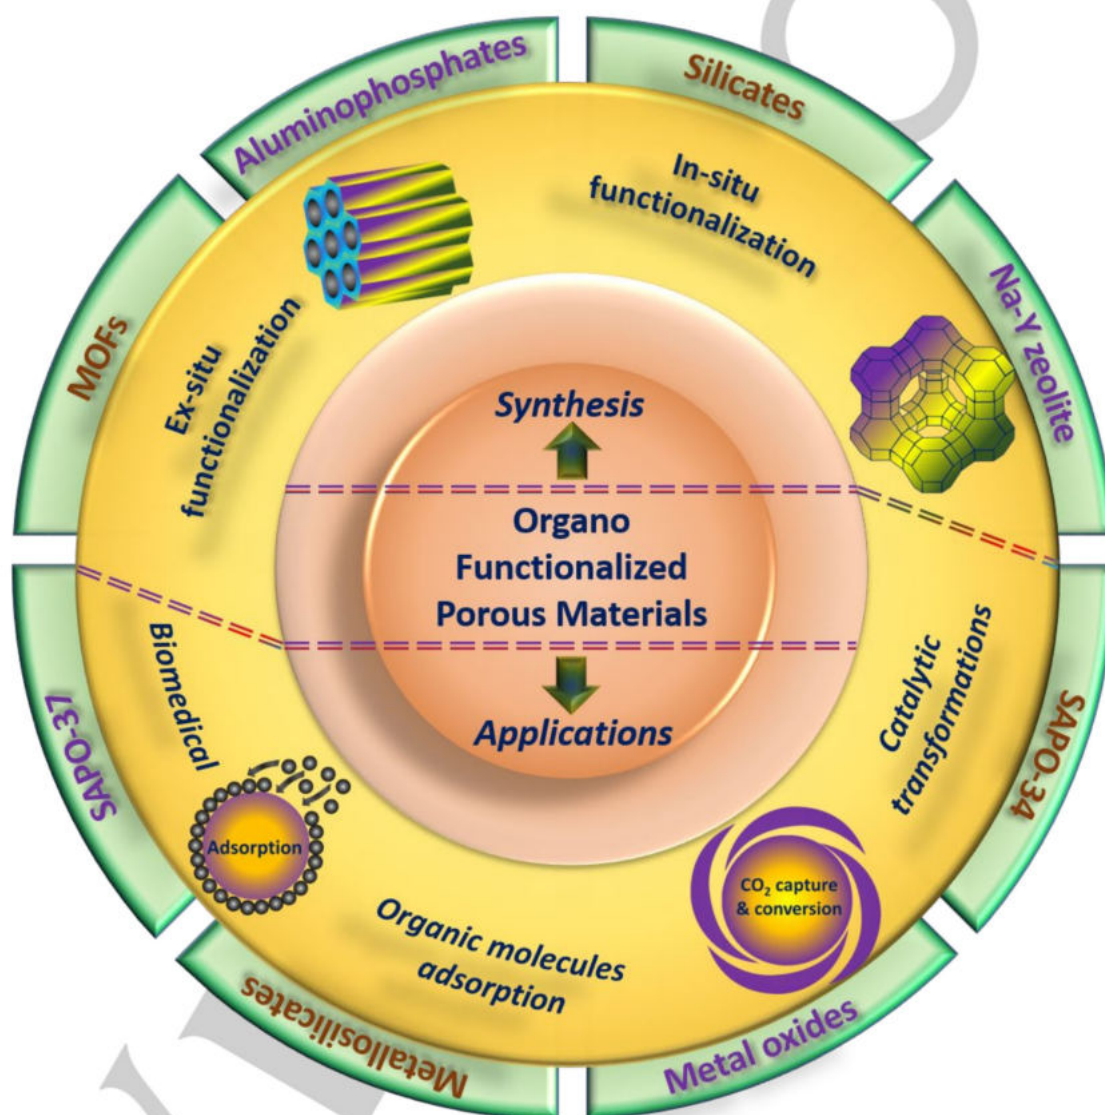 Aluminophosphates
Silicates
Na-Y zeolite
SAPO-34
Metal oxides
Metallosilicates
SAPO-37
MOFs
In-situ
functionalization
Ex-situ
functionalization
Synthesis
Organo
Functionalized
Porous Materials
Applications
Biomedical
Adsorption
Organic molecules
adsorption
CO₂ capture
& conversion
Catalytic
transformations